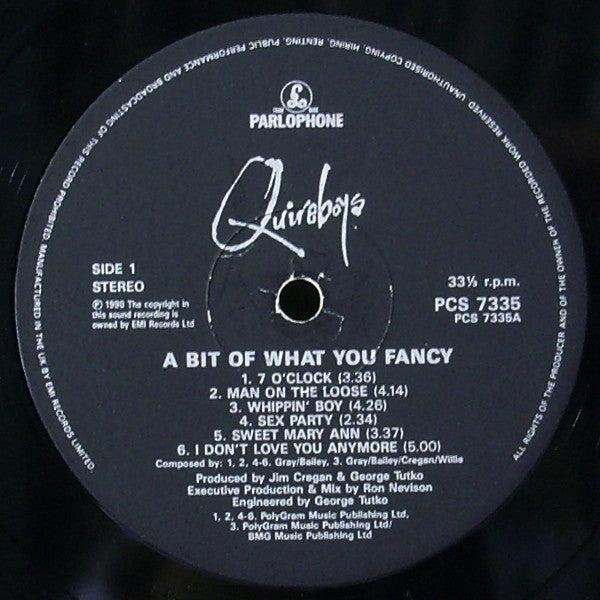 PARLOPHONE
Quireboys
SIDE 1
STEREO
℗ 1990 The copyright in
this sound recording is
owned by EMI Records Ltd
33⅓ r.p.m.
PCS 7335
PCS 7335A
A BIT OF WHAT YOU FANCY
1. 7 O'CLOCK (3.36)
2. MAN ON THE LOOSE (4.14)
3. WHIPPIN' BOY (4.26)
4. SEX PARTY (2.34)
5. SWEET MARY ANN (3.37)
6. I DON'T LOVE YOU ANYMORE (5.00)
Composed by: 1, 2, 4-6. Gray/Bailey, 3. Gray/Bailey/Cregan/Willie
Produced by Jim Cregan & George Tutko
Executive Production & Mix by Ron Nevison
Engineered by George Tutko
1, 2, 4-6. PolyGram Music Publishing Ltd,
3. PolyGram Music Publishing Ltd/
BMG Music Publishing Ltd
ALL RIGHTS OF THE PRODUCER AND OF THE OWNER OF THE RECORDED WORK RESERVED UNAUTHORISED COPYING, HIRING, RENTING, PUBLIC PERFORMANCE AND BROADCASTING OF THIS RECORD PROHIBITED MANUFACTURED IN THE UK BY EMI RECORDS LIMITED.